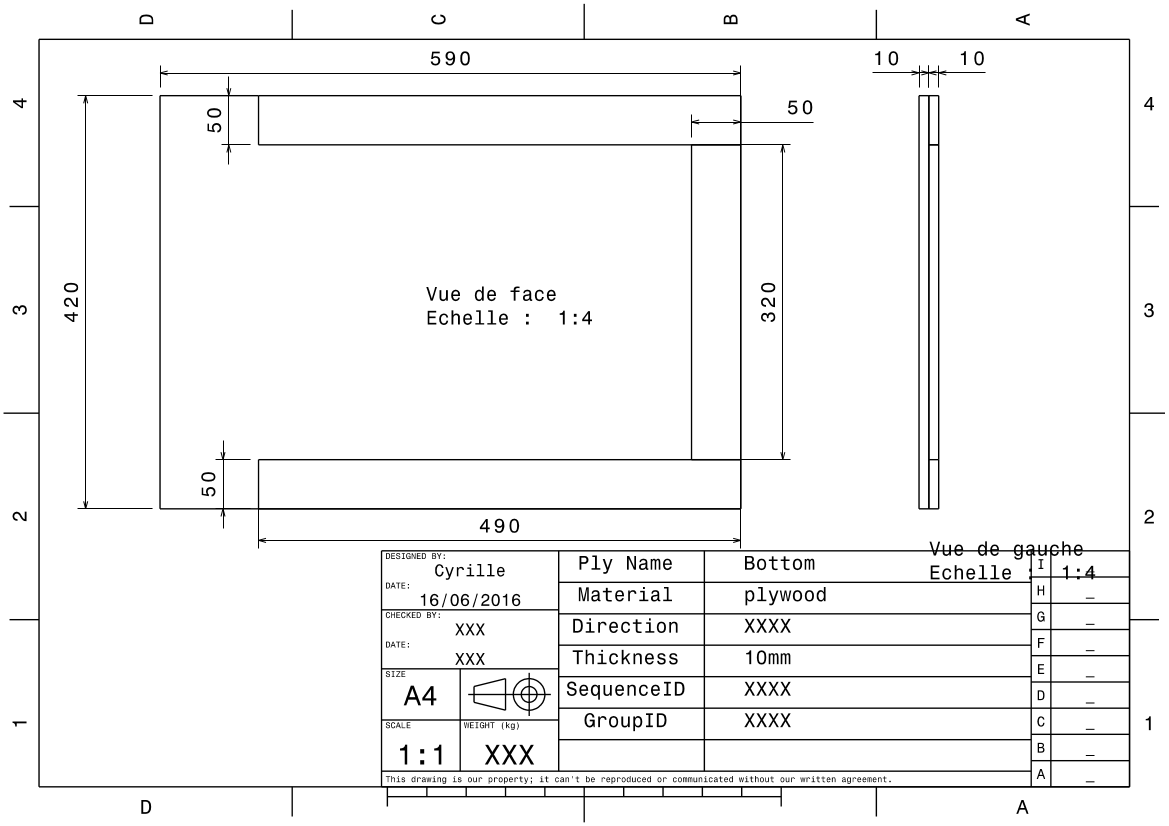 D C B A
590
10 10
4 4
50
50
420
3 3
Vue de face
Echelle :  1:4
320
50
2 2
490
Vue de gauche
Echelle :  1:4
DESIGNED BY:
Cyrille
DATE:
16/06/2016
CHECKED BY:
XXX
DATE:
XXX
SIZE
A4
SCALE
1:1
WEIGHT (kg)
XXX
Ply Name Bottom
Material plywood
Direction XXXX
Thickness 10mm
SequenceID XXXX
GroupID XXXX
I
H _
G _
F _
E _
D _
C _
B _
A _
1 1
This drawing is our property; it can't be reproduced or communicated without our written agreement.
D A